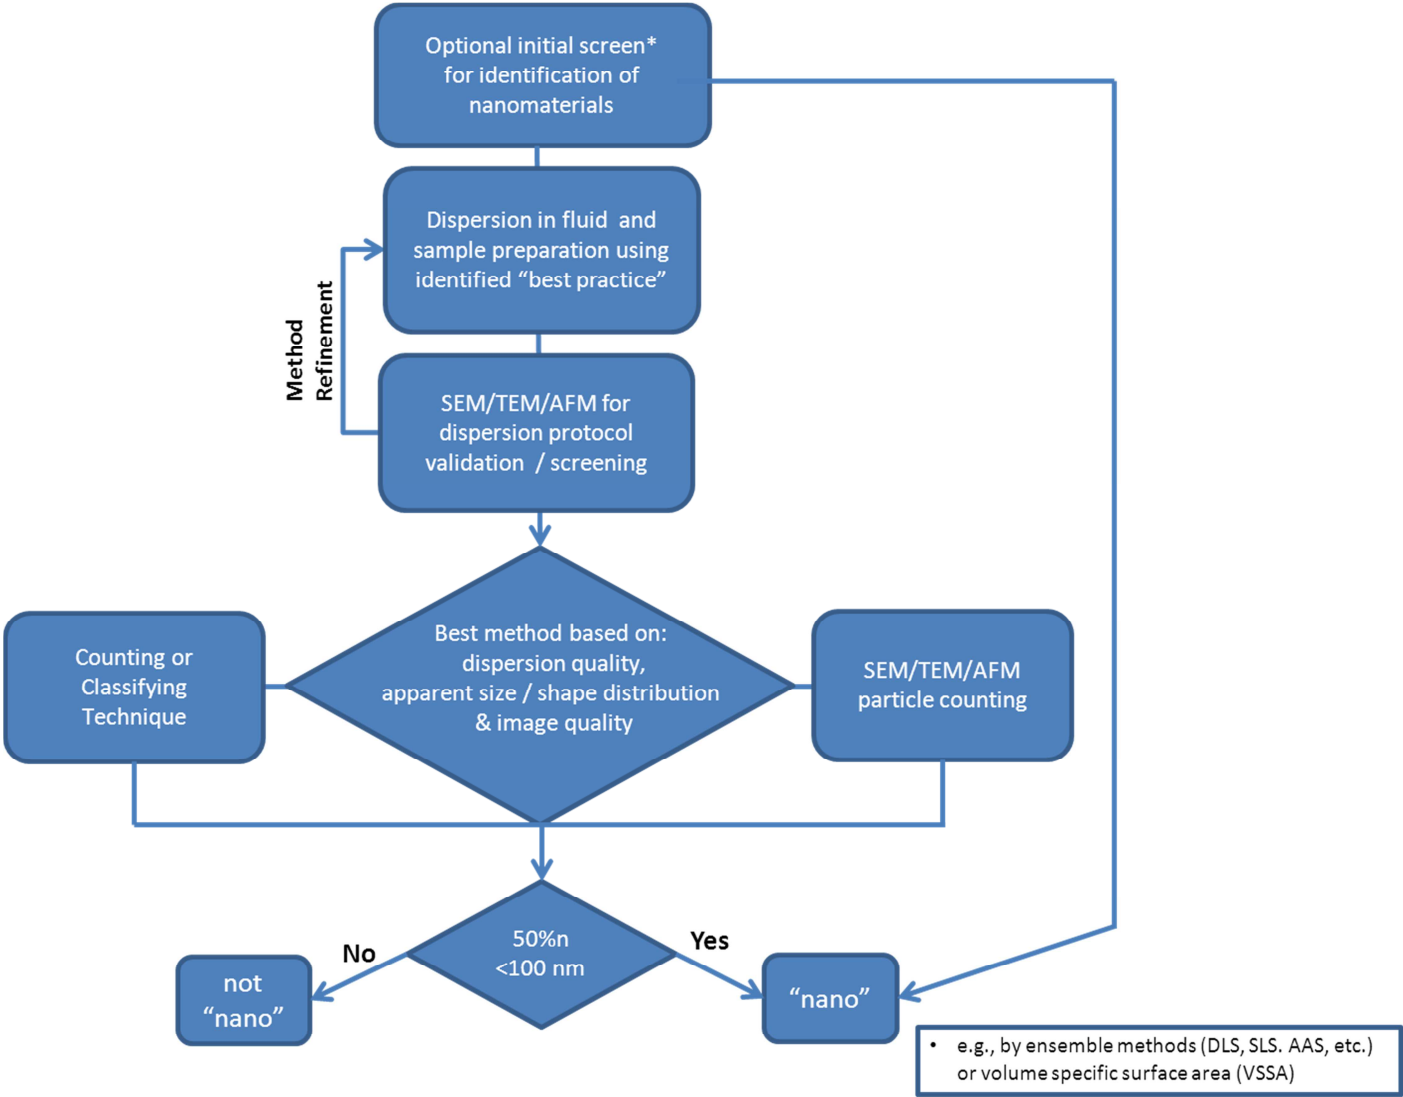 Optional initial screen*
for identification of
nanomaterials
Dispersion in fluid and
sample preparation using
identified “best practice”
Method
Refinement
SEM/TEM/AFM for
dispersion protocol
validation / screening
Best method based on:
dispersion quality,
apparent size / shape distribution
& image quality
Counting or
Classifying
Technique
SEM/TEM/AFM
particle counting
50%n
<100 nm
No
Yes
not
“nano”
“nano”
• e.g., by ensemble methods (DLS, SLS. AAS, etc.)
or volume specific surface area (VSSA)